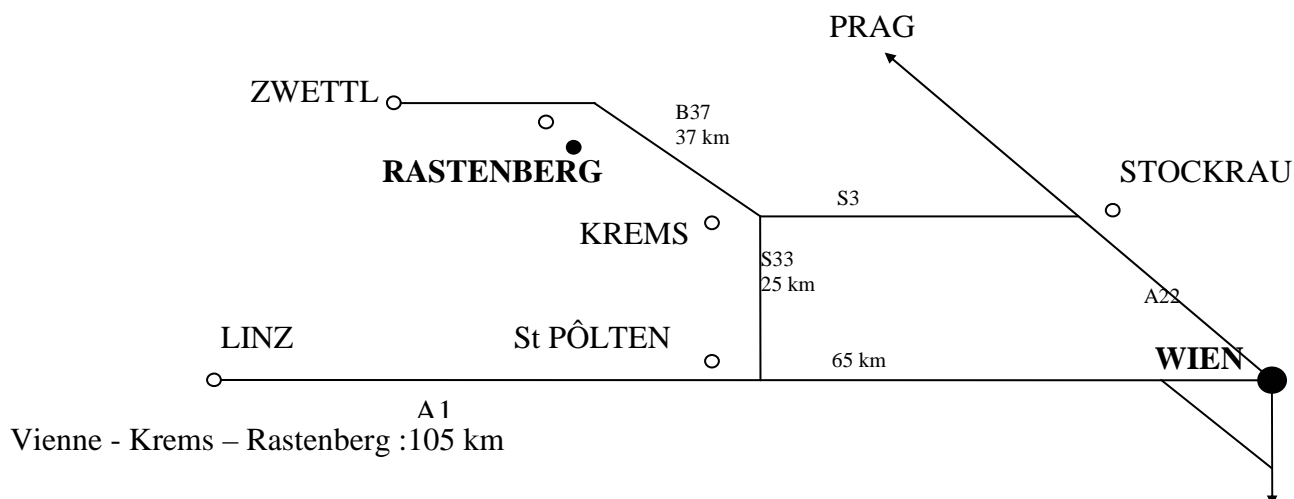 PRAG
ZWETTL
B37
37 km
RASTENBERG
STOCKRAU
S3
KREMS
S33
25 km
A22
LINZ
St PÔLTEN
65 km
WIEN
A1
Vienne - Krems – Rastenberg :105 km